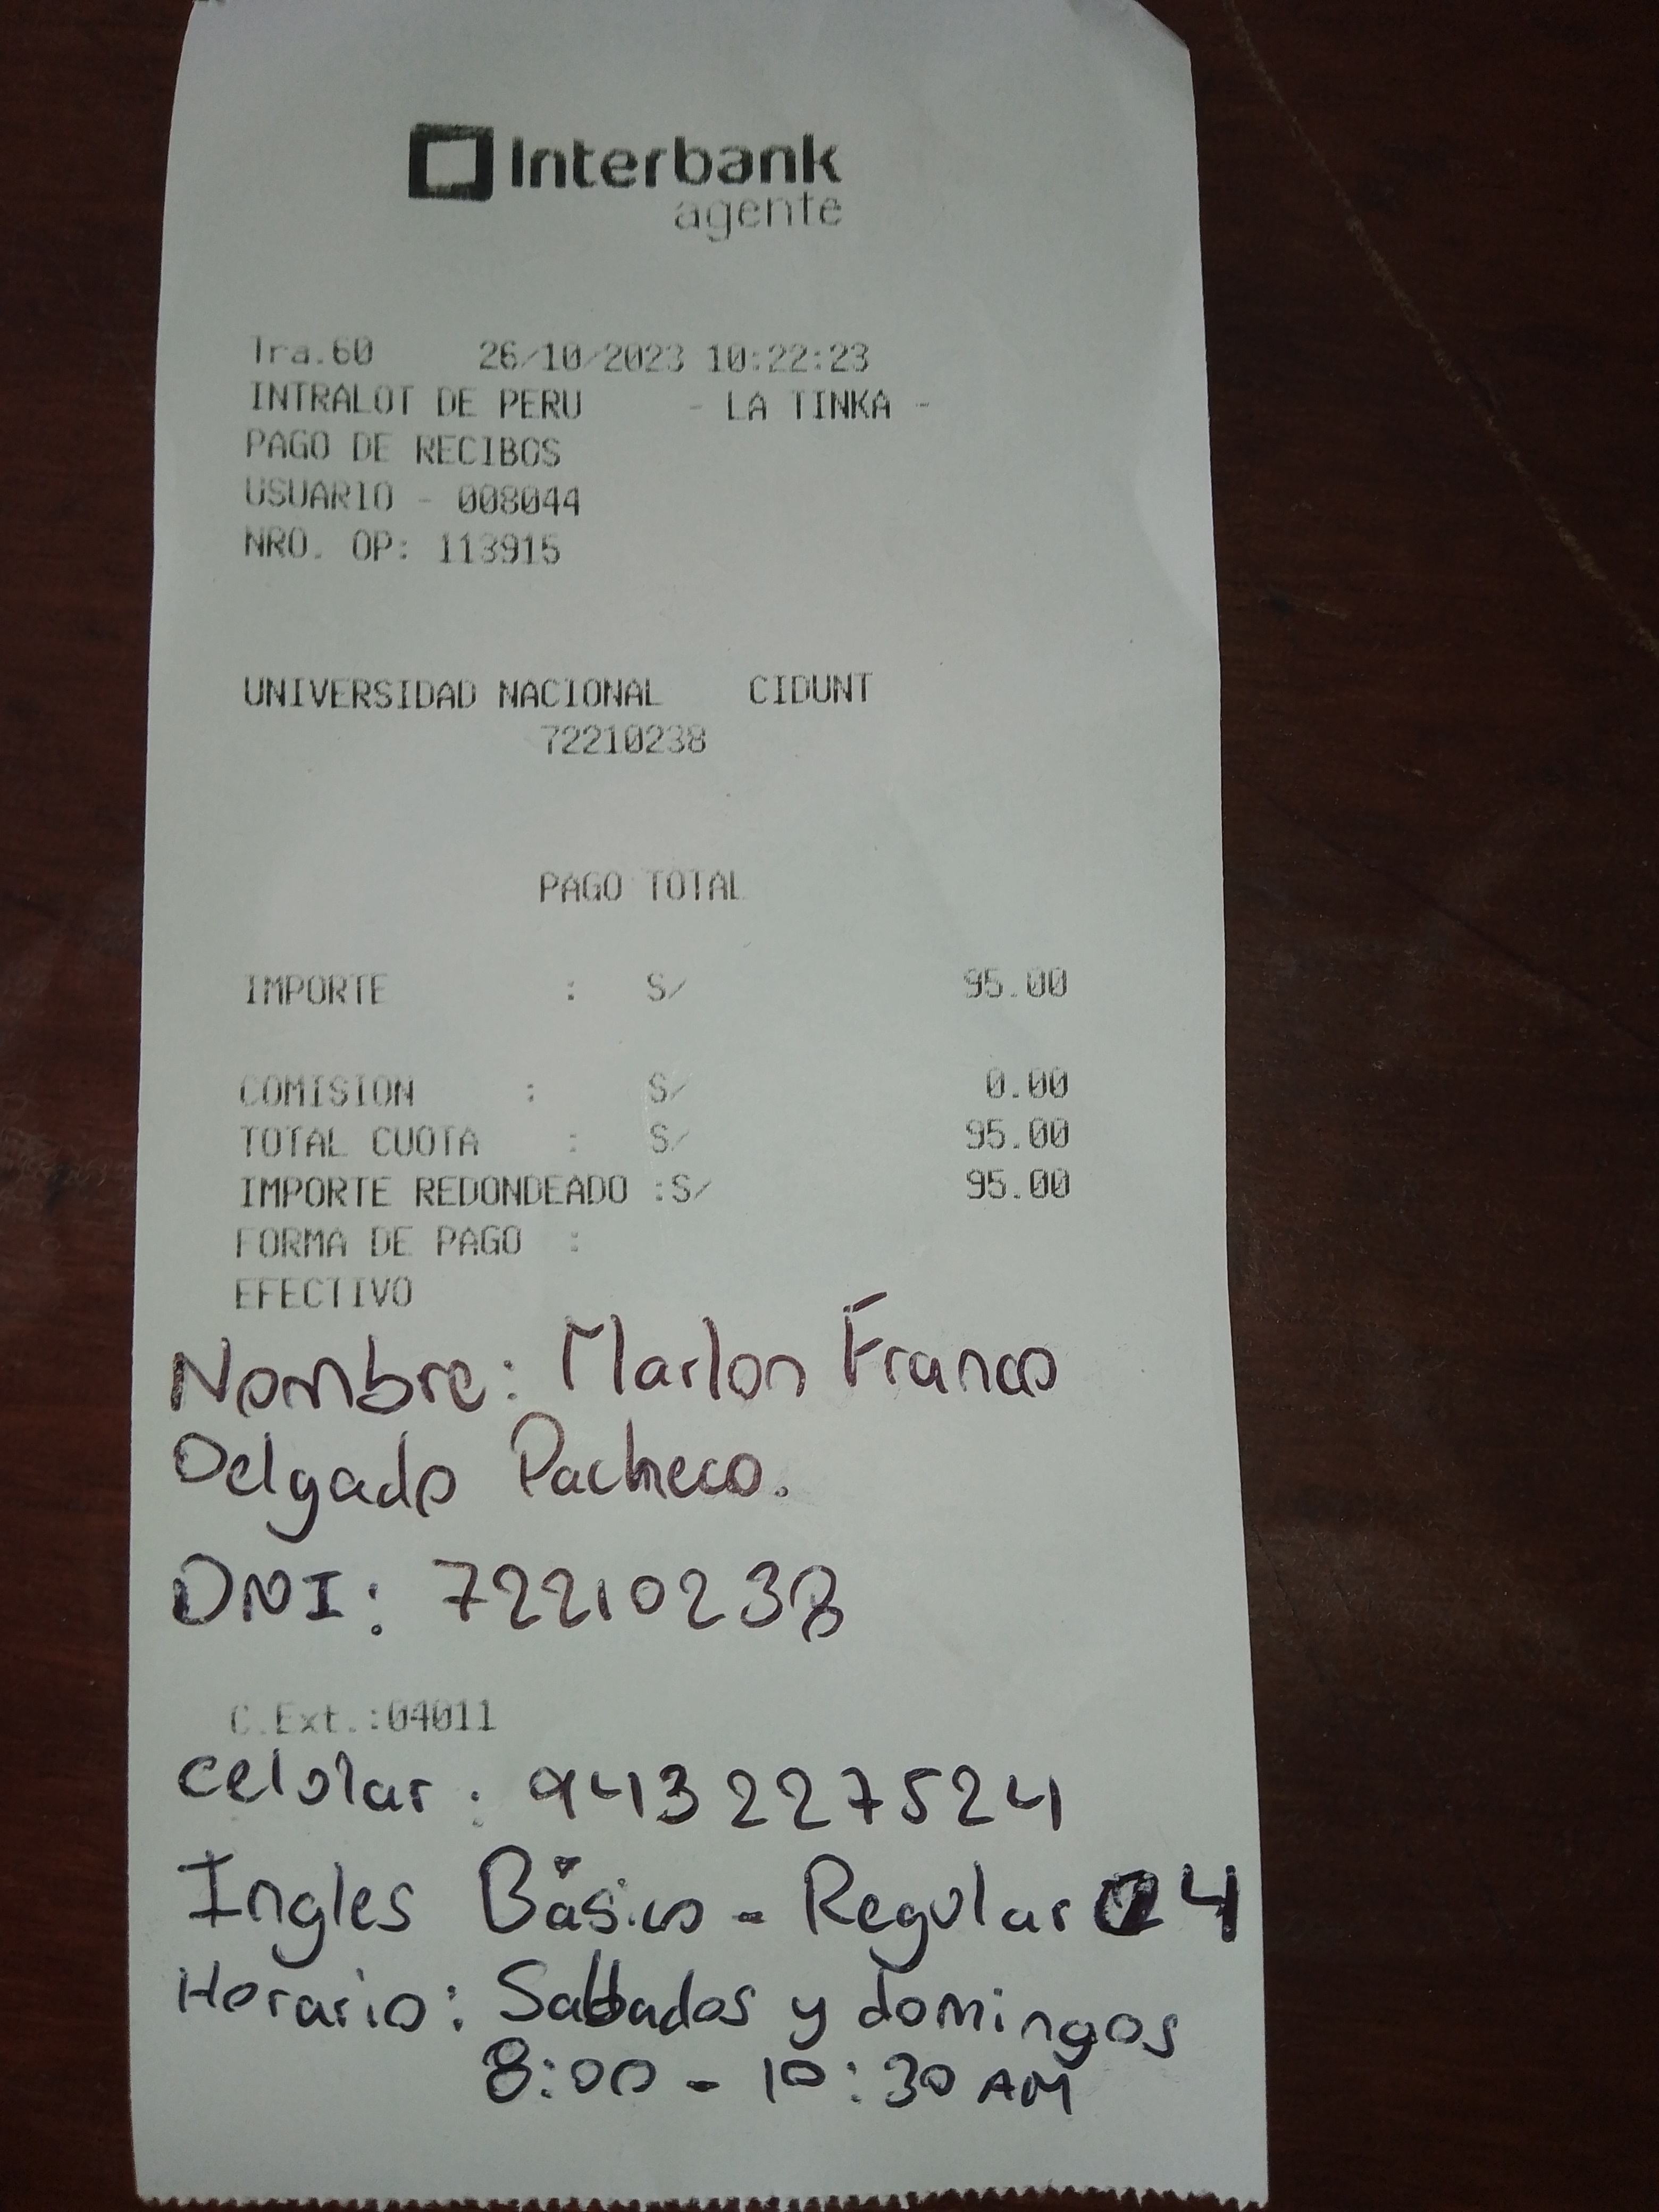 Interbank
agente
Tra.60 26/10/2023 10:22:23
INTRALOT DE PERU - LA TINKA -
PAGO DE RECIBOS
USUARIO - 008044
NRO. OP: 113915
UNIVERSIDAD NACIONAL CIDUNT
72210238
PAGO TOTAL
IMPORTE : S/ 95.00
COMISION : S/ 0.00
TOTAL CUOTA : S/ 95.00
IMPORTE REDONDEADO :S/ 95.00
FORMA DE PAGO :
EFECTIVO
Nombre: Marlon Franco
Delgado Pacheco.
DNI: 72210238
C.Ext.:04011
celular: 943227524
Ingles Básico - Regular 4
Horario: Sabbados y domingos
8:00 - 10:30 AM